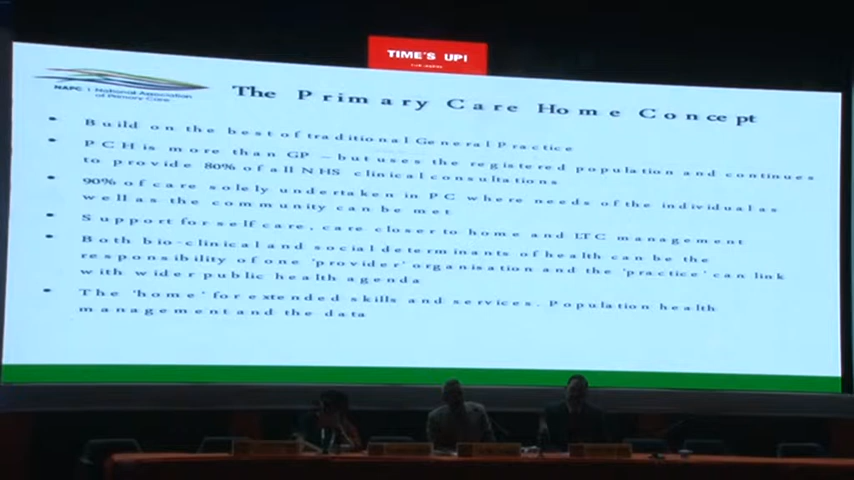 TIME'S UP!
NAPC | National Association
of Primary Care
The Primary Care Home Concept
• Build on the best of traditional General Practice
• PCH is more than GP – but uses the registered population and continues
to provide 80% of all NHS clinical consultations
• 90% of care solely undertaken in PC where needs of the individual as
well as the community can be met
• Support for self care, care closer to home and LTC management
• Both bio-clinical and social determinants of health can be the
responsibility of one 'provider' organisation and the 'practice' can link
with wider public health agenda
• The 'home' for extended skills and services. Population health
management and the data